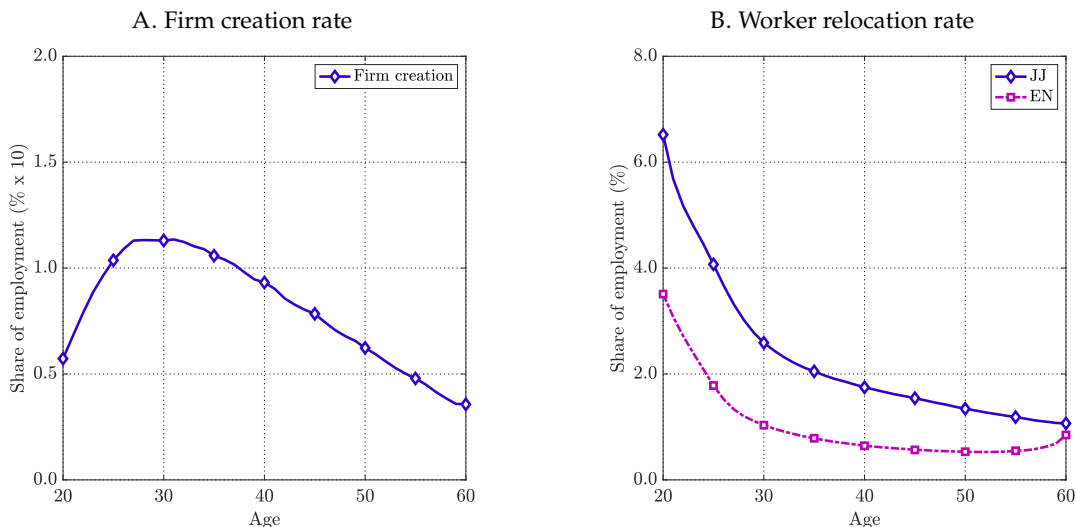 A. Firm creation rate
Firm creation
Share of employment (% x 10)
2.0
1.5
1.0
0.5
0.0
20 30 40 50 60
Age
B. Worker relocation rate
JJ
EN
Share of employment (%)
8.0
6.0
4.0
2.0
0.0
20 30 40 50 60
Age